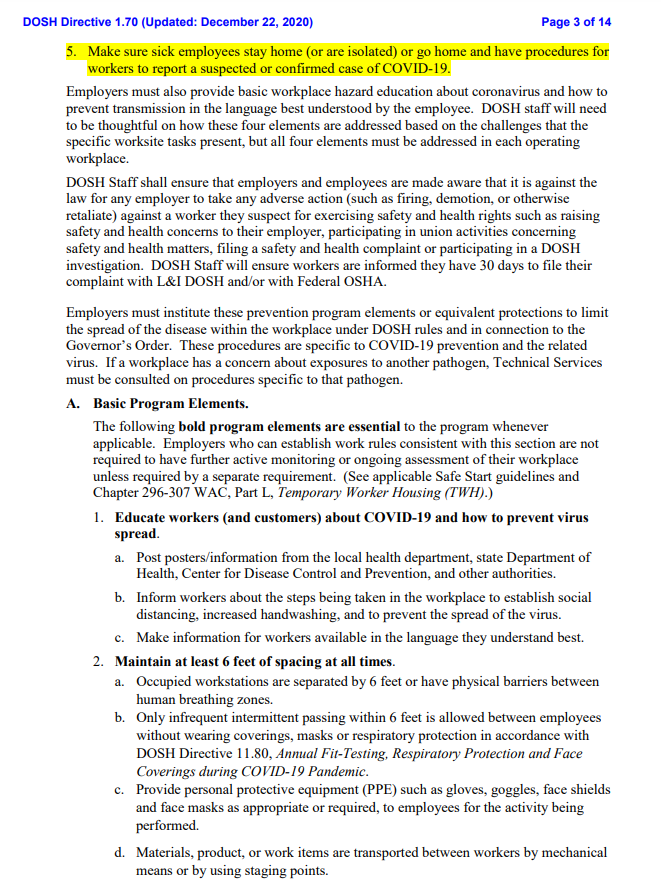 DOSH Directive 1.70 (Updated: December 22, 2020) Page 3 of 14
5. Make sure sick employees stay home (or are isolated) or go home and have procedures for
workers to report a suspected or confirmed case of COVID-19.
Employers must also provide basic workplace hazard education about coronavirus and how to
prevent transmission in the language best understood by the employee. DOSH staff will need
to be thoughtful on how these four elements are addressed based on the challenges that the
specific worksite tasks present, but all four elements must be addressed in each operating
workplace.
DOSH Staff shall ensure that employers and employees are made aware that it is against the
law for any employer to take any adverse action (such as firing, demotion, or otherwise
retaliate) against a worker they suspect for exercising safety and health rights such as raising
safety and health concerns to their employer, participating in union activities concerning
safety and health matters, filing a safety and health complaint or participating in a DOSH
investigation. DOSH Staff will ensure workers are informed they have 30 days to file their
complaint with L&I DOSH and/or with Federal OSHA.
Employers must institute these prevention program elements or equivalent protections to limit
the spread of the disease within the workplace under DOSH rules and in connection to the
Governor's Order. These procedures are specific to COVID-19 prevention and the related
virus. If a workplace has a concern about exposures to another pathogen, Technical Services
must be consulted on procedures specific to that pathogen.
A. Basic Program Elements.
The following bold program elements are essential to the program whenever
applicable. Employers who can establish work rules consistent with this section are not
required to have further active monitoring or ongoing assessment of their workplace
unless required by a separate requirement. (See applicable Safe Start guidelines and
Chapter 296-307 WAC, Part L, Temporary Worker Housing (TWH).)
1. Educate workers (and customers) about COVID-19 and how to prevent virus
spread.
a. Post posters/information from the local health department, state Department of
Health, Center for Disease Control and Prevention, and other authorities.
b. Inform workers about the steps being taken in the workplace to establish social
distancing, increased handwashing, and to prevent the spread of the virus.
c. Make information for workers available in the language they understand best.
2. Maintain at least 6 feet of spacing at all times.
a. Occupied workstations are separated by 6 feet or have physical barriers between
human breathing zones.
b. Only infrequent intermittent passing within 6 feet is allowed between employees
without wearing coverings, masks or respiratory protection in accordance with
DOSH Directive 11.80, Annual Fit-Testing, Respiratory Protection and Face
Coverings during COVID-19 Pandemic.
c. Provide personal protective equipment (PPE) such as gloves, goggles, face shields
and face masks as appropriate or required, to employees for the activity being
performed.
d. Materials, product, or work items are transported between workers by mechanical
means or by using staging points.